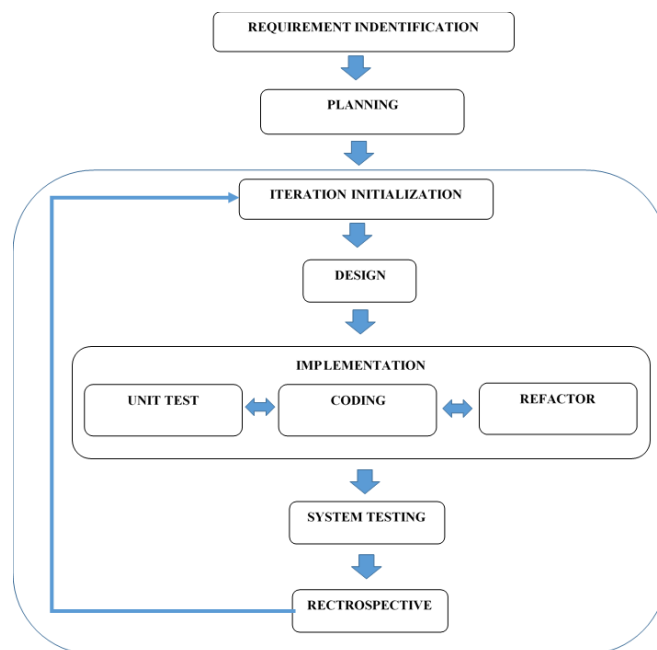 REQUIREMENT INDENTIFICATION
PLANNING
ITERATION INITIALIZATION
DESIGN
IMPLEMENTATION
UNIT TEST
CODING
REFACTOR
SYSTEM TESTING
RECTROSPECTIVE